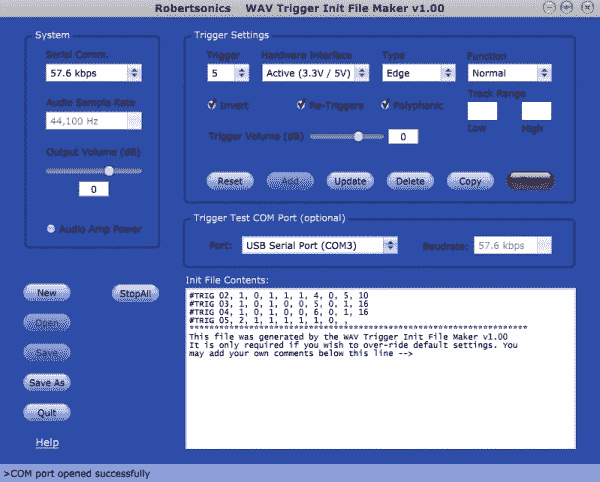 Robertsonics WAV Trigger Init File Maker v1.00
System
Serial Comm.
57.6 kbps
Audio Sample Rate
44,100 Hz
Output Volume (dB)
0
Audio Amp Power
Trigger Settings
Trigger Hardware Interface Type Function
5 Active (3.3V / 5V) Edge Normal
Invert Re-Triggers Polyphonic
Track Range
Low High
Trigger Volume (dB) 0
Reset Add Update Delete Copy
Trigger Test COM Port (optional)
Port: USB Serial Port (COM3) Baudrate: 57.6 kbps
New StopAll
Open
Save
Save As
Quit
Help
Init File Contents:
#TRIG 02, 1, 0, 1, 1, 1, 4, 0, 5, 10
#TRIG 03, 1, 0, 1, 0, 0, 5, 0, 1, 16
#TRIG 04, 1, 0, 1, 0, 0, 6, 0, 1, 16
#TRIG 05, 2, 1, 1, 1, 1, 1, 0, ,
****************************************************************
This file was generated by the WAV Trigger Init File Maker v1.00
It is only required if you wish to over-ride default settings. You
may add your own comments below this line -->
>COM port opened successfully